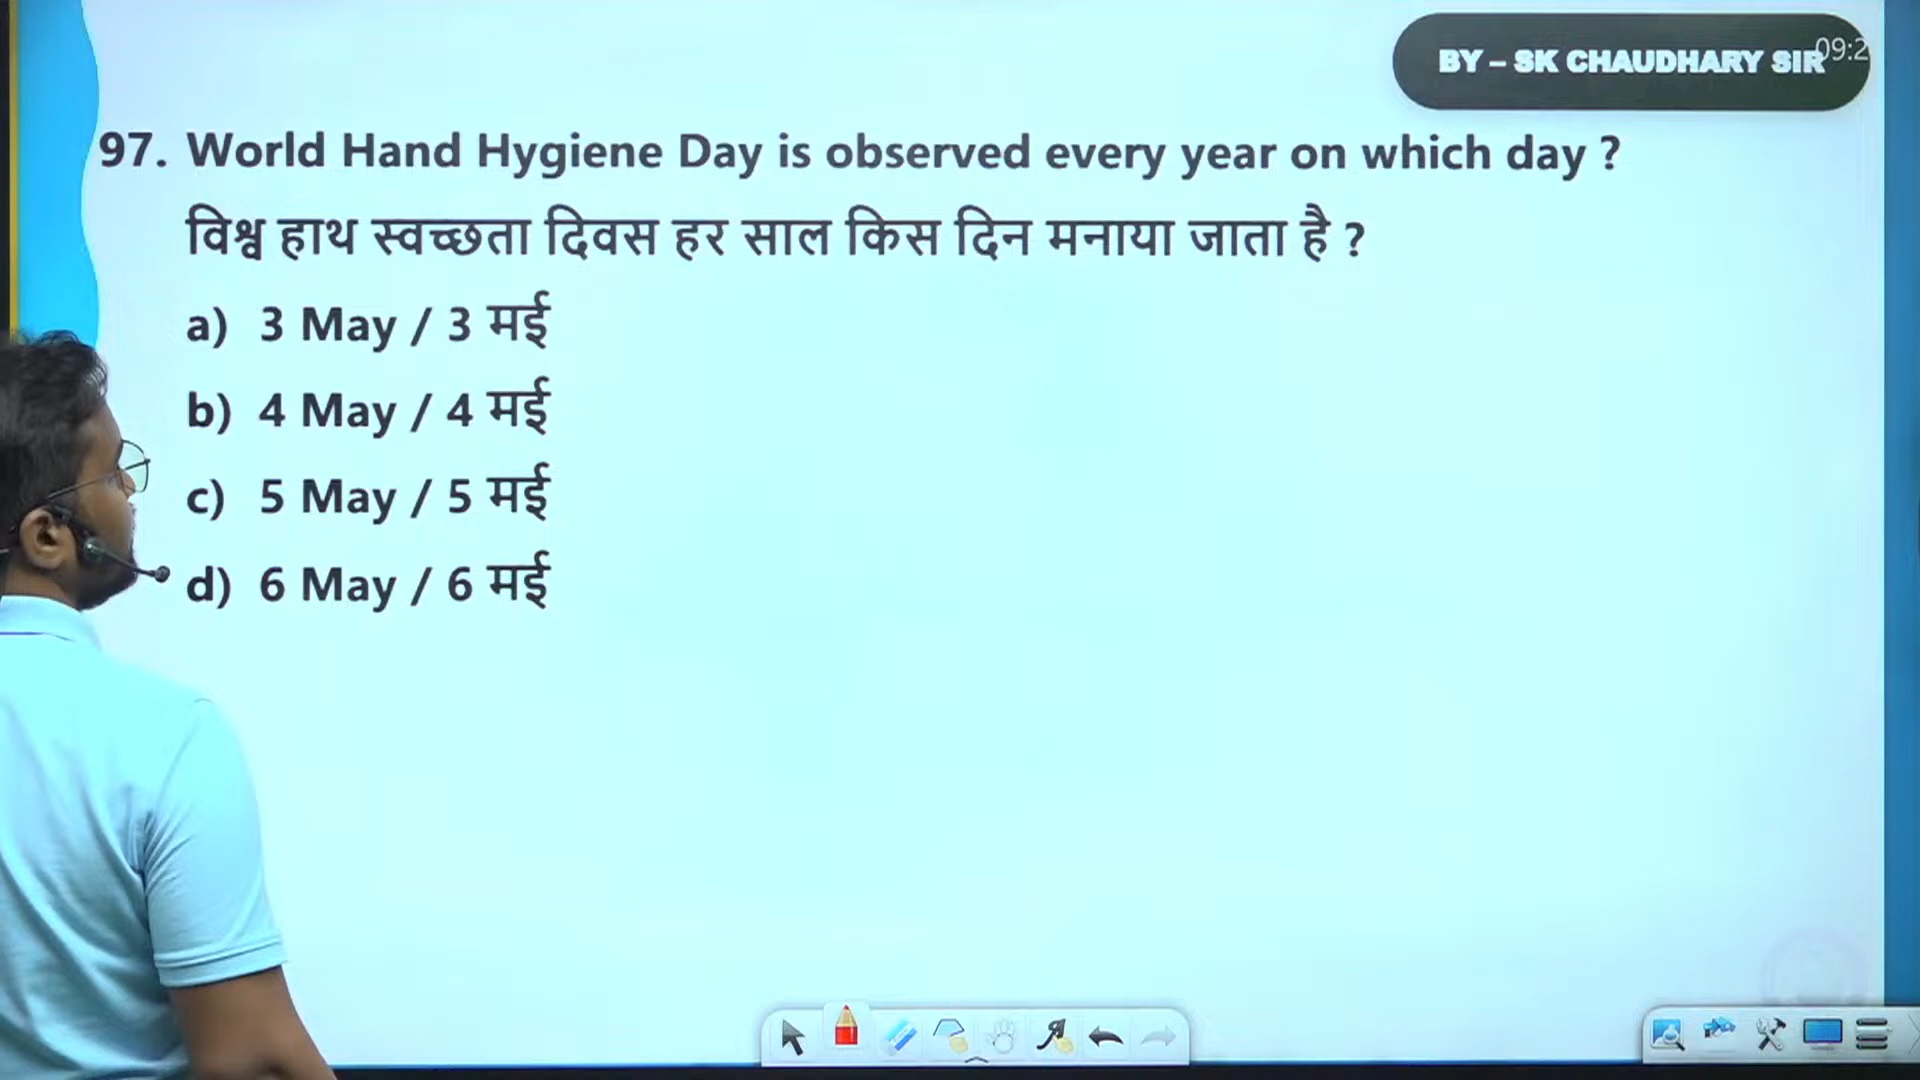 BY – SK CHAUDHARY SIR
09:2
97. World Hand Hygiene Day is observed every year on which day ?
विश्व हाथ स्वच्छता दिवस हर साल किस दिन मनाया जाता है ?
a) 3 May / 3 मई
b) 4 May / 4 मई
c) 5 May / 5 मई
d) 6 May / 6 मई